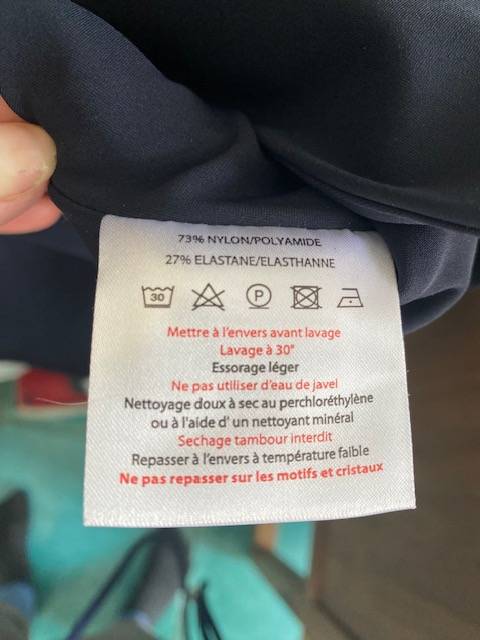 73% NYLON/POLYAMIDE
27% ELASTANE/ELASTHANNE
30 P
Mettre à l'envers avant lavage
Lavage à 30°
Essorage léger
Ne pas utiliser d'eau de javel
Nettoyage doux à sec au perchloréthylène
ou à l'aide d' un nettoyant minéral
Sechage tambour interdit
Repasser à l'envers à température faible
Ne pas repasser sur les motifs et cristaux